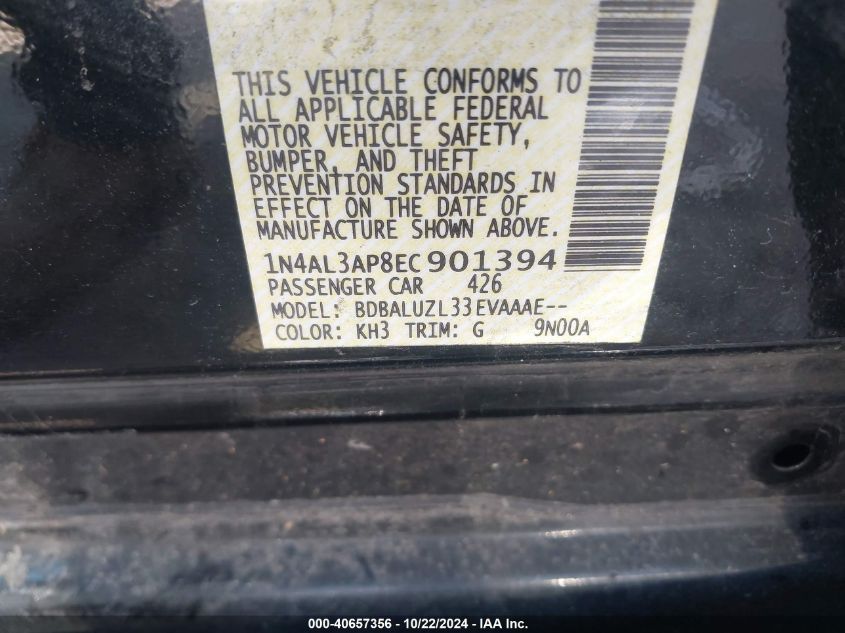 THIS VEHICLE CONFORMS TO
ALL APPLICABLE FEDERAL
MOTOR VEHICLE SAFETY,
BUMPER, AND THEFT
PREVENTION STANDARDS IN
EFFECT ON THE DATE OF
MANUFACTURE SHOWN ABOVE.
1N4AL3AP8EC901394
PASSENGER CAR 426
MODEL: BDBALUZL33EVAAAE--
COLOR: KH3 TRIM: G 9N00A
000-40657356 - 10/22/2024 - IAA Inc.